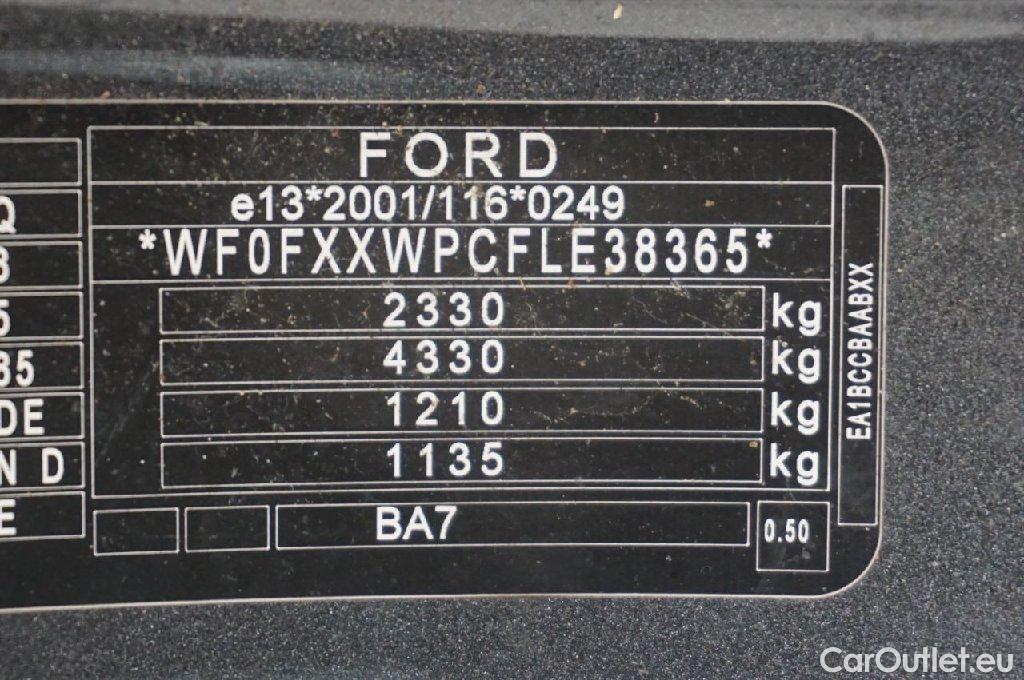 FORD
e13*2001/116*0249
*WF0FXXWPCFLE38365*
2330 kg
4330 kg
1210 kg
1135 kg
BA7
0.50
EA1BCCBAABXX
Q
3
5
35
DE
N D
E
CarOutlet.eu